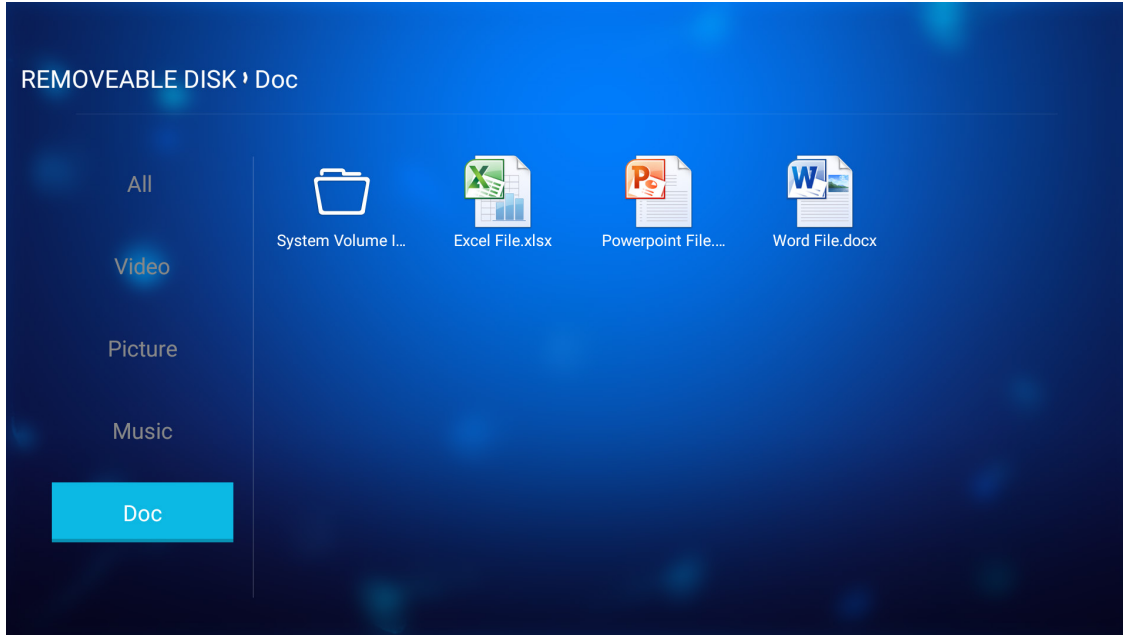 REMOVEABLE DISK › Doc
All
Video
Picture
Music
Doc
System Volume I...
Excel File.xlsx
Powerpoint File....
Word File.docx